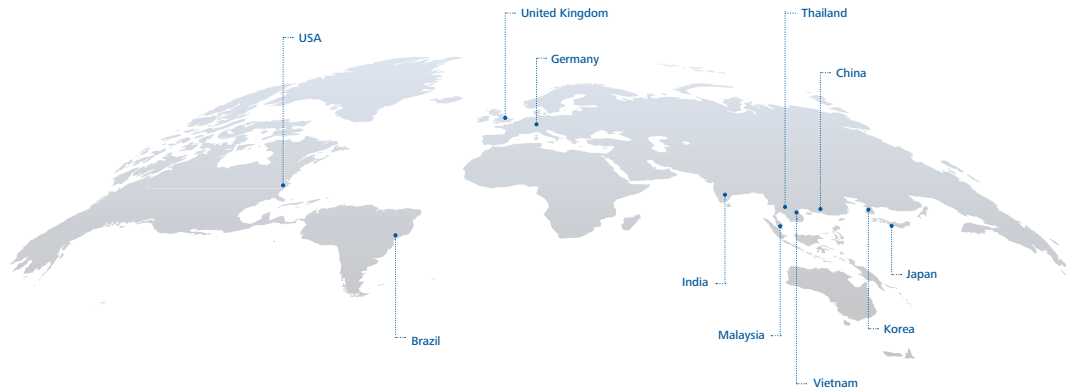 United Kingdom
Thailand
USA
Germany
China
India
Japan
Korea
Malaysia
Brazil
Vietnam